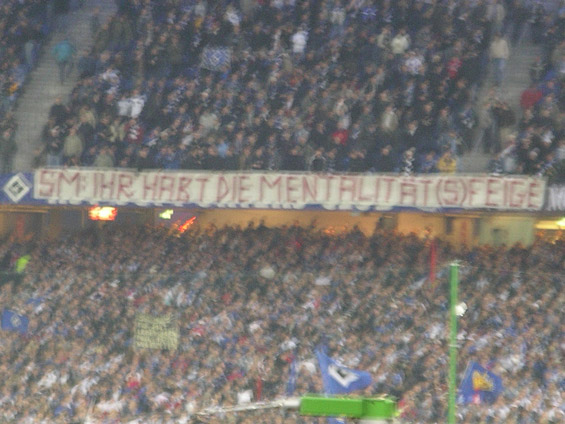 SM: IHR HABT DIE MENTALITÄT(S)FEIGE